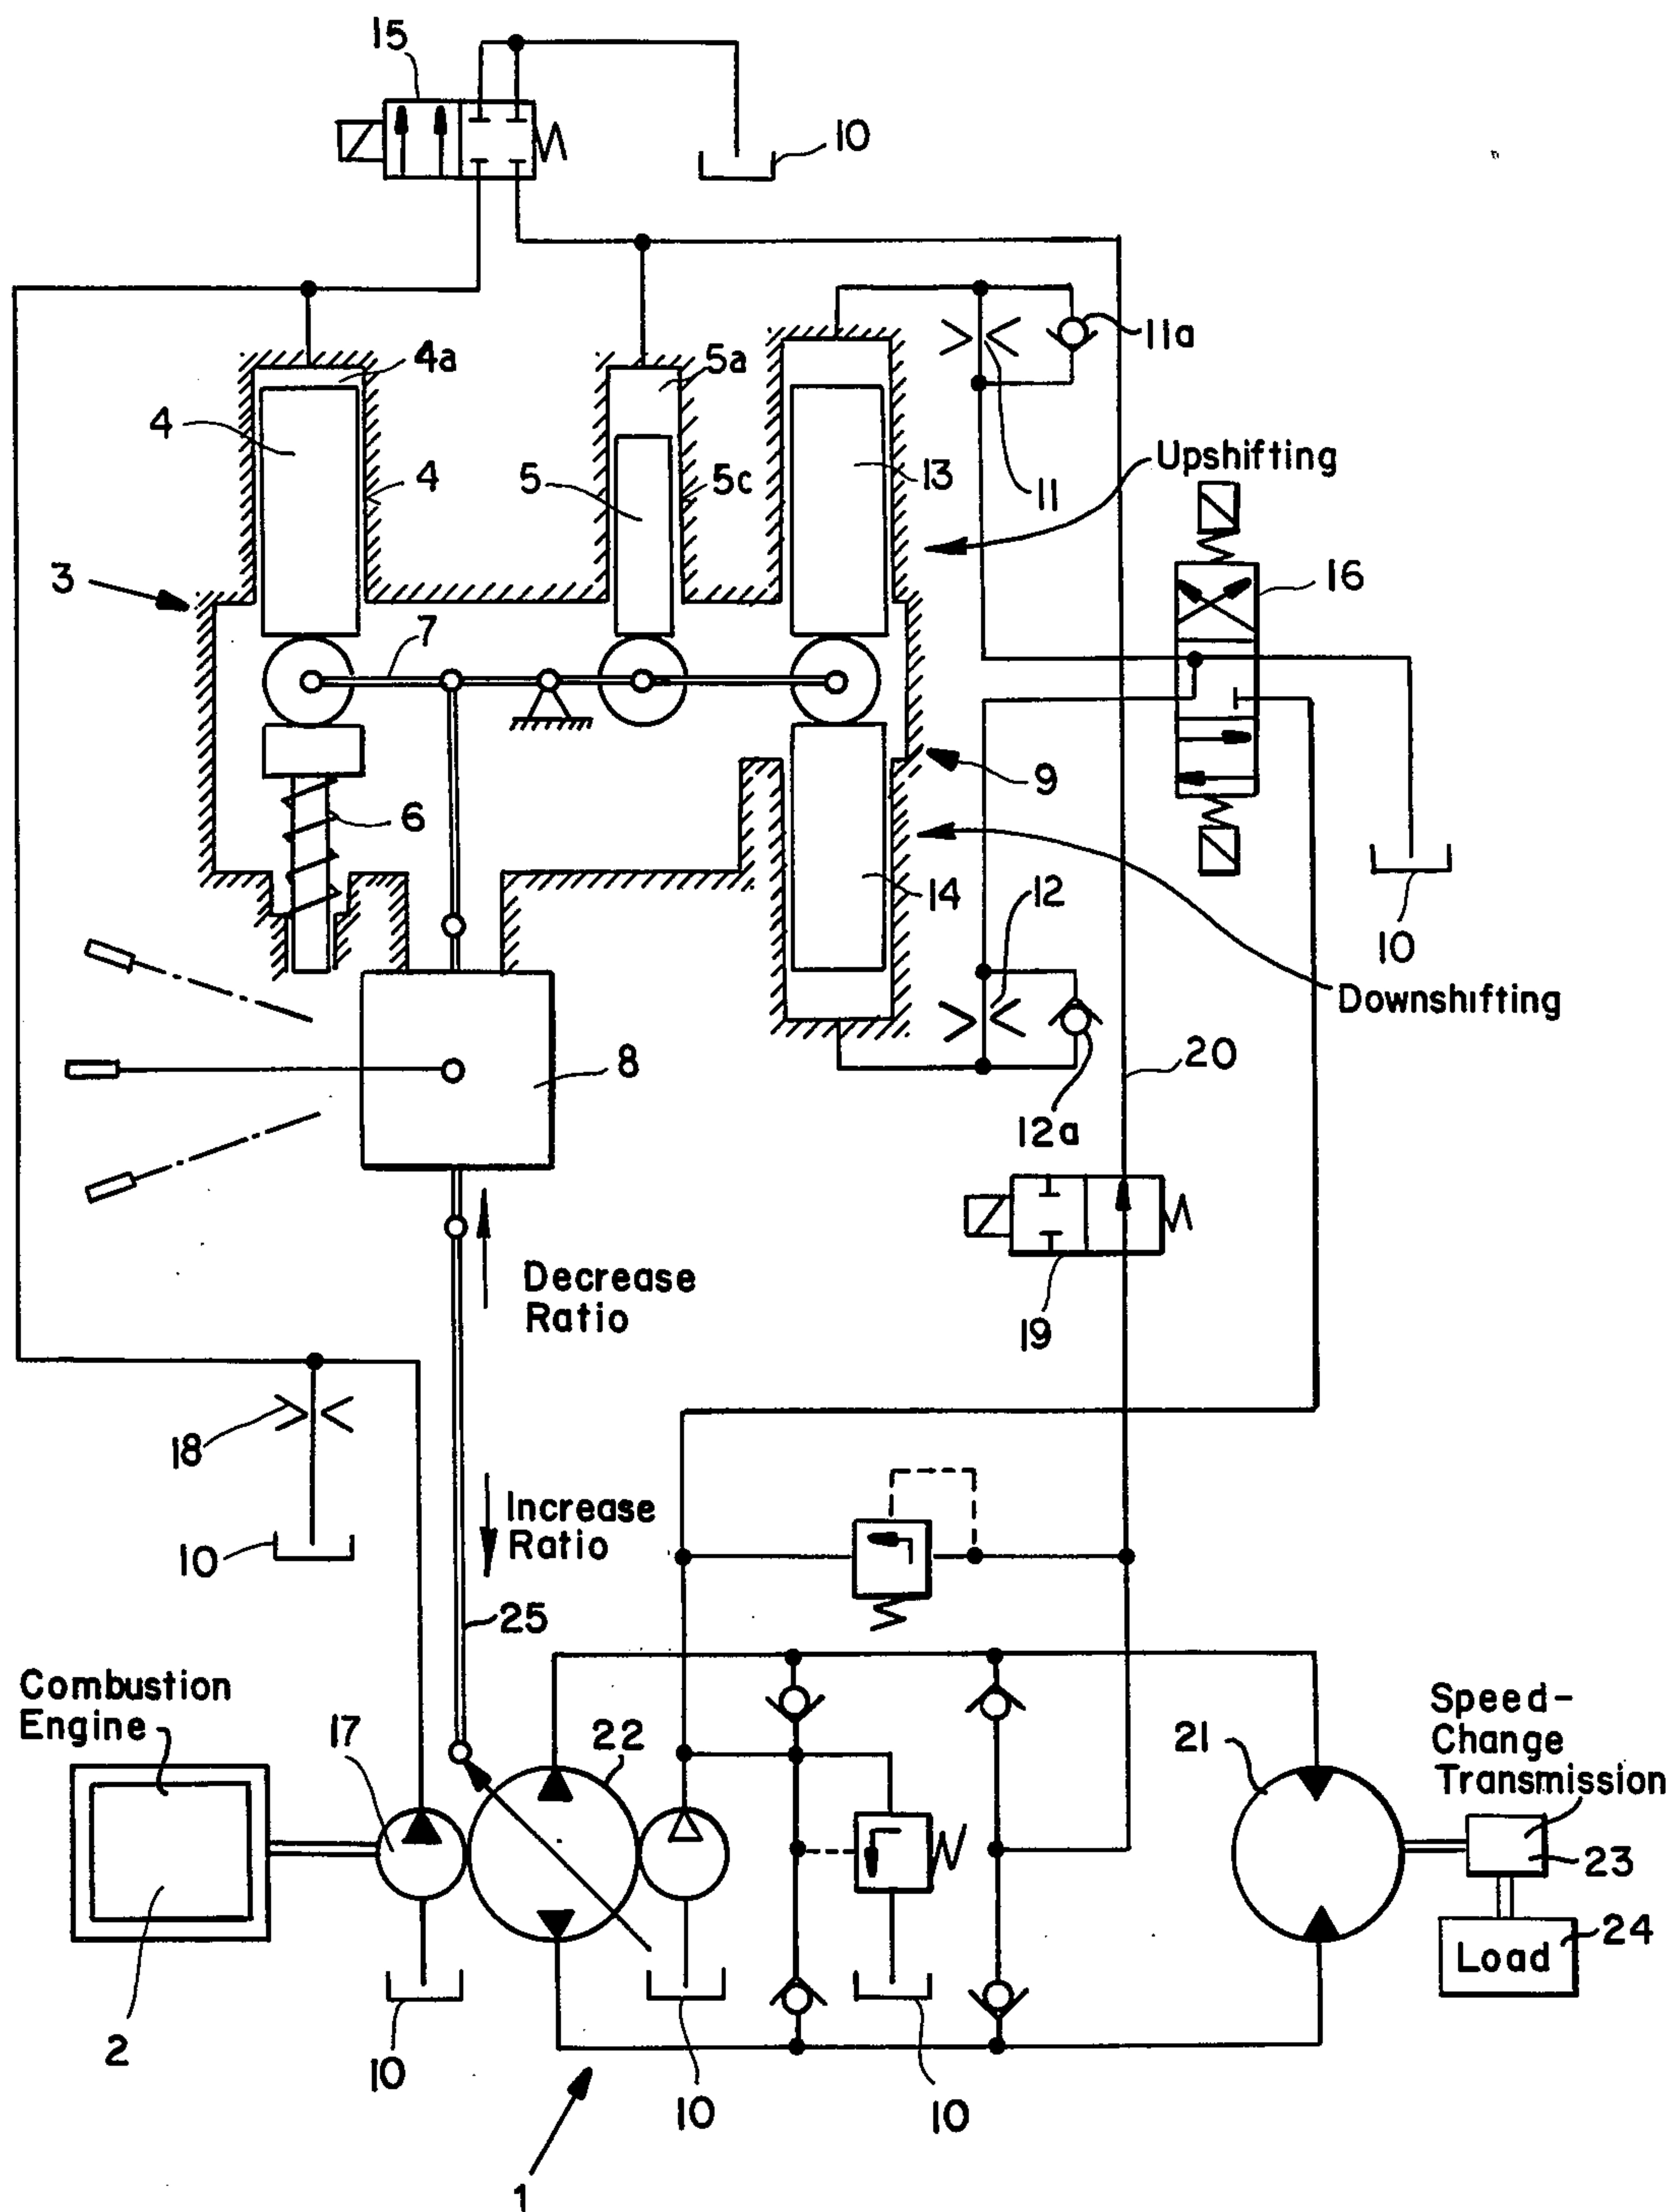 15
10
4a
5a
11a
4
4
5
5c
13
11
Upshifting
3
7
16
9
6
14
12
10
Downshifting
8
20
12a
Decrease
Ratio
19
18
Increase
Ratio
10
25
Combustion
Engine
17
22
21
Speed-
Change
Transmission
23
24
Load
2
10
10
10
1